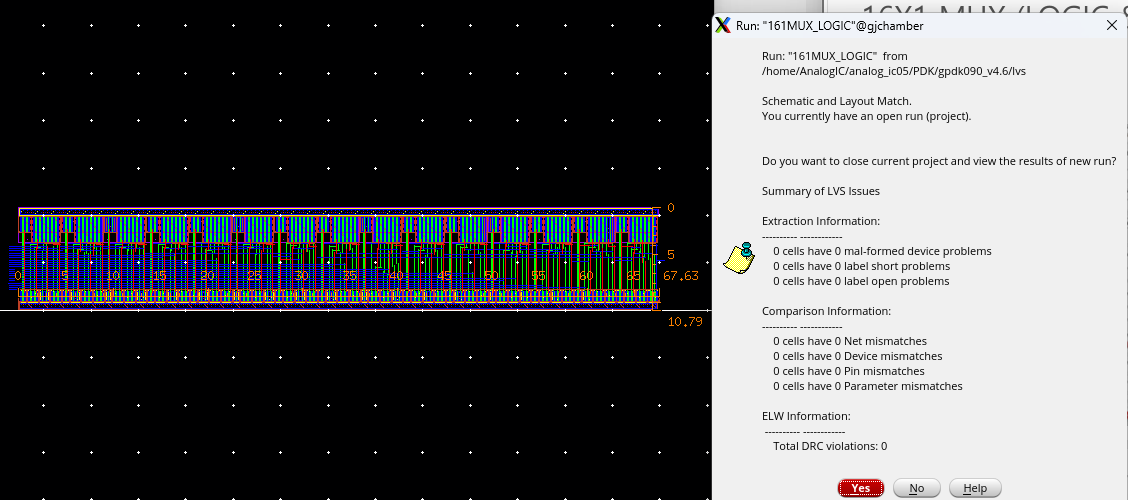 16X1 MUX (LOGIC
Run: "161MUX_LOGIC"@gjchamber
Run: "161MUX_LOGIC" from
/home/AnalogIC/analog_ic05/PDK/gpdk090_v4.6/lvs
Schematic and Layout Match.
You currently have an open run (project).
Do you want to close current project and view the results of new run?
Summary of LVS Issues
Extraction Information:
---------- ------------
0 cells have 0 mal-formed device problems
0 cells have 0 label short problems
0 cells have 0 label open problems
Comparison Information:
---------- ------------
0 cells have 0 Net mismatches
0 cells have 0 Device mismatches
0 cells have 0 Pin mismatches
0 cells have 0 Parameter mismatches
ELW Information:
---------- ------------
Total DRC violations: 0
Yes No Help
0
5
0 5 10 15 20 25 30 35 40 45 50 55 60 65 67.63
10.79